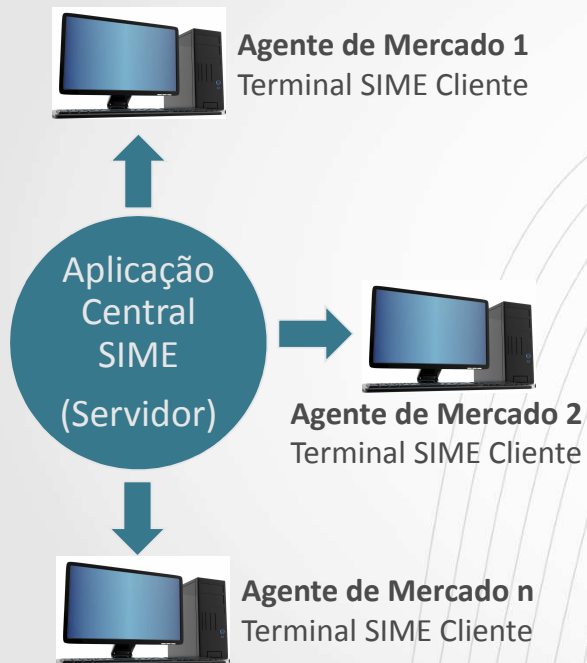 Agente de Mercado 1
Terminal SIME Cliente
Aplicação
Central
SIME
(Servidor)
Agente de Mercado 2
Terminal SIME Cliente
Agente de Mercado n
Terminal SIME Cliente